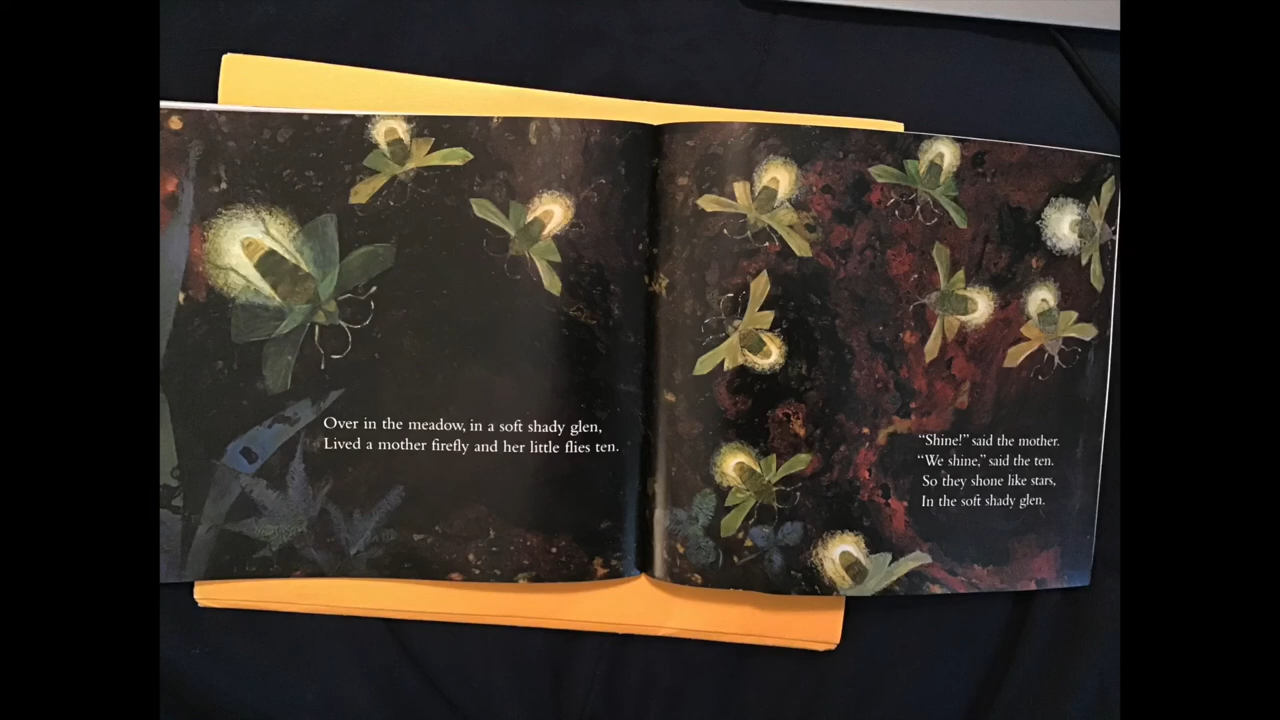 Over in the meadow, in a soft shady glen,
Lived a mother firefly and her little flies ten.
“Shine!” said the mother.
“We shine,” said the ten.
So they shone like stars,
In the soft shady glen.